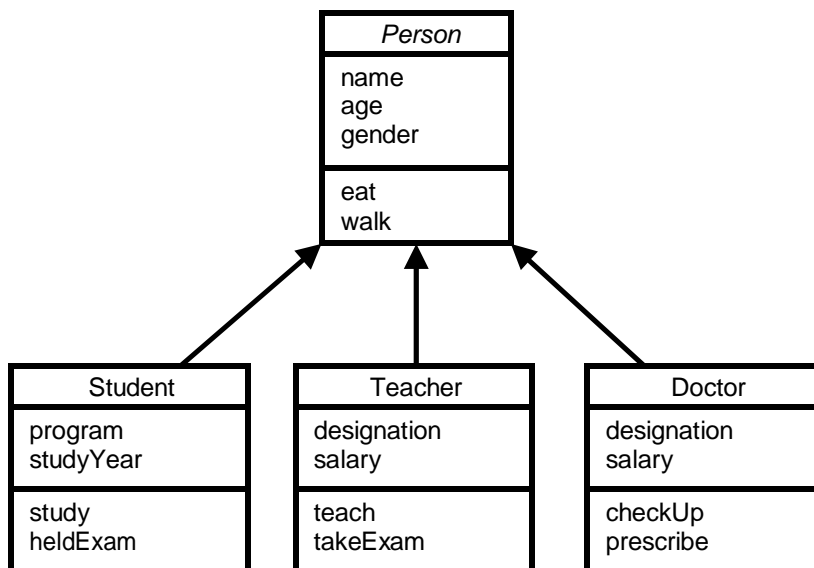 Person
name
age
gender
eat
walk
Student
program
studyYear
study
heldExam
Teacher
designation
salary
teach
takeExam
Doctor
designation
salary
checkUp
prescribe